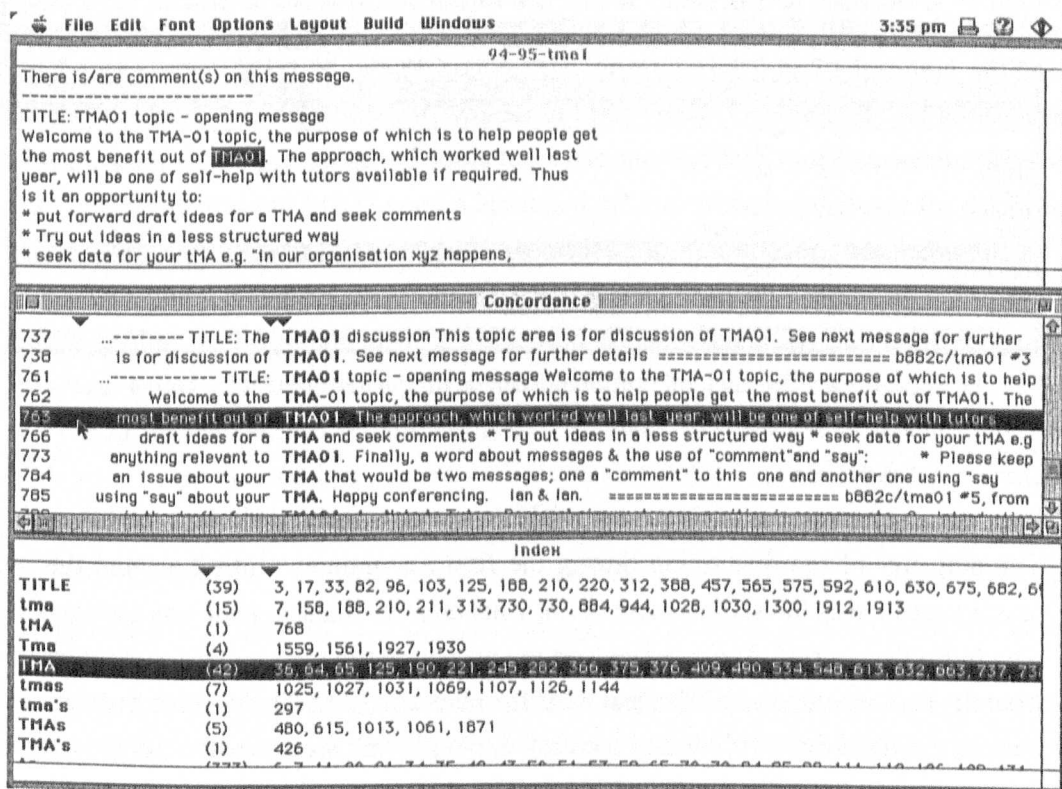 File Edit Font Options Layout Build Windows 3:35 pm
94-95-tma1
There is/are comment(s) on this message.
----------------------------
TITLE: TMA01 topic - opening message
Welcome to the TMA-01 topic, the purpose of which is to help people get
the most benefit out of TMA01. The approach, which worked well last
year, will be one of self-help with tutors available if required. Thus
is it an opportunity to:
* put forward draft ideas for a TMA and seek comments
* Try out ideas in a less structured way
* seek data for your tMA e.g. "in our organisation xyz happens,
Concordance
737 ...---------- TITLE: The TMA01 discussion This topic area is for discussion of TMA01. See next message for further
738 is for discussion of TMA01. See next message for further details ========================== b882c/tma01 #3
761 ...-------------- TITLE: TMA01 topic - opening message Welcome to the TMA-01 topic, the purpose of which is to help
762 Welcome to the TMA-01 topic, the purpose of which is to help people get the most benefit out of TMA01. The
763 most benefit out of TMA01. The approach, which worked well last year, will be one of self-help with tutors
766 draft ideas for a TMA and seek comments * Try out ideas in a less structured way * seek data for your tMA e.g
773 anything relevant to TMA01. Finally, a word about messages & the use of "comment"and "say": * Please keep
784 an issue about your TMA that would be two messages; one a "comment" to this one and another one using "say
785 using "say" about your TMA. Happy conferencing. Ian & Ian. ========================== b882c/tma01 #5, from
Index
TITLE (39) 3, 17, 33, 82, 96, 103, 125, 188, 210, 220, 312, 388, 457, 565, 575, 592, 610, 630, 675, 682,
tma (15) 7, 158, 188, 210, 211, 313, 730, 730, 884, 944, 1028, 1030, 1300, 1912, 1913
tMA (1) 768
Tma (4) 1559, 1561, 1927, 1930
TMA (42) 36, 64, 65, 125, 190, 221, 245, 282, 366, 375, 376, 409, 490, 534, 548, 613, 632, 663, 737, 73
tmas (7) 1025, 1027, 1031, 1069, 1107, 1126, 1144
tma's (1) 297
TMAs (5) 480, 615, 1013, 1061, 1871
TMA's (1) 426